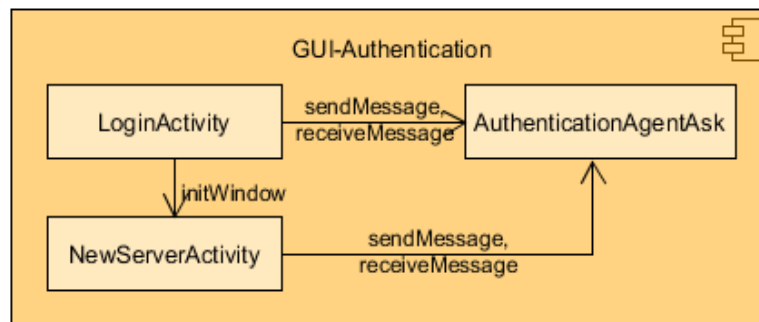 GUI-Authentication
LoginActivity
sendMessage,
receiveMessage
AuthenticationAgentAsk
initWindow
NewServerActivity
sendMessage,
receiveMessage